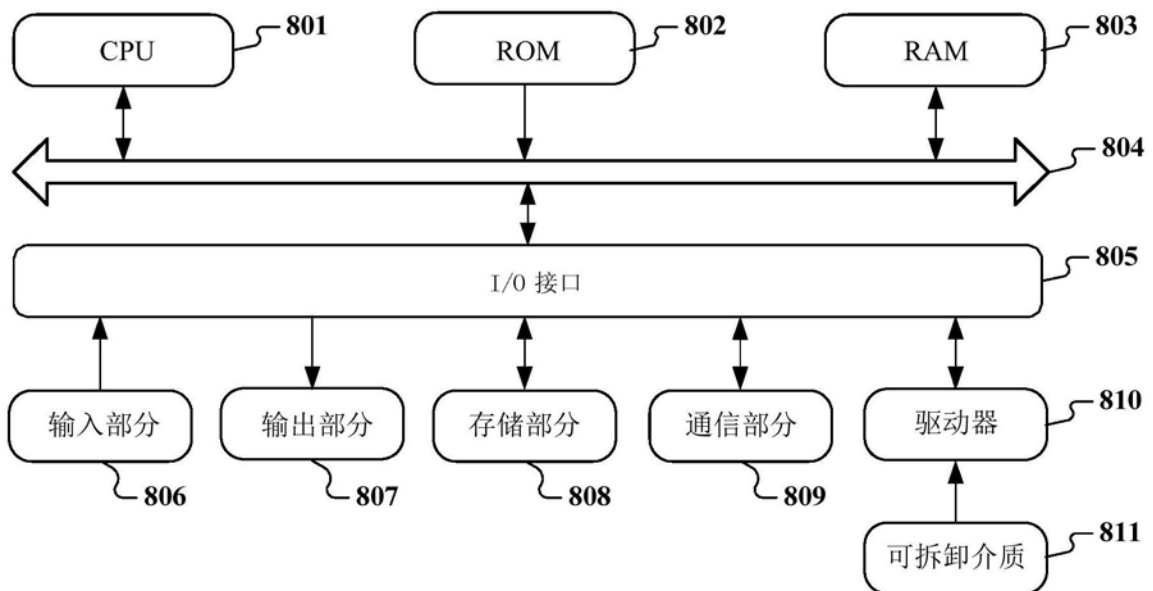 CPU
801
ROM
802
RAM
803
804
I/O 接口
805
输入部分
806
输出部分
807
存储部分
808
通信部分
809
驱动器
810
可拆卸介质
811